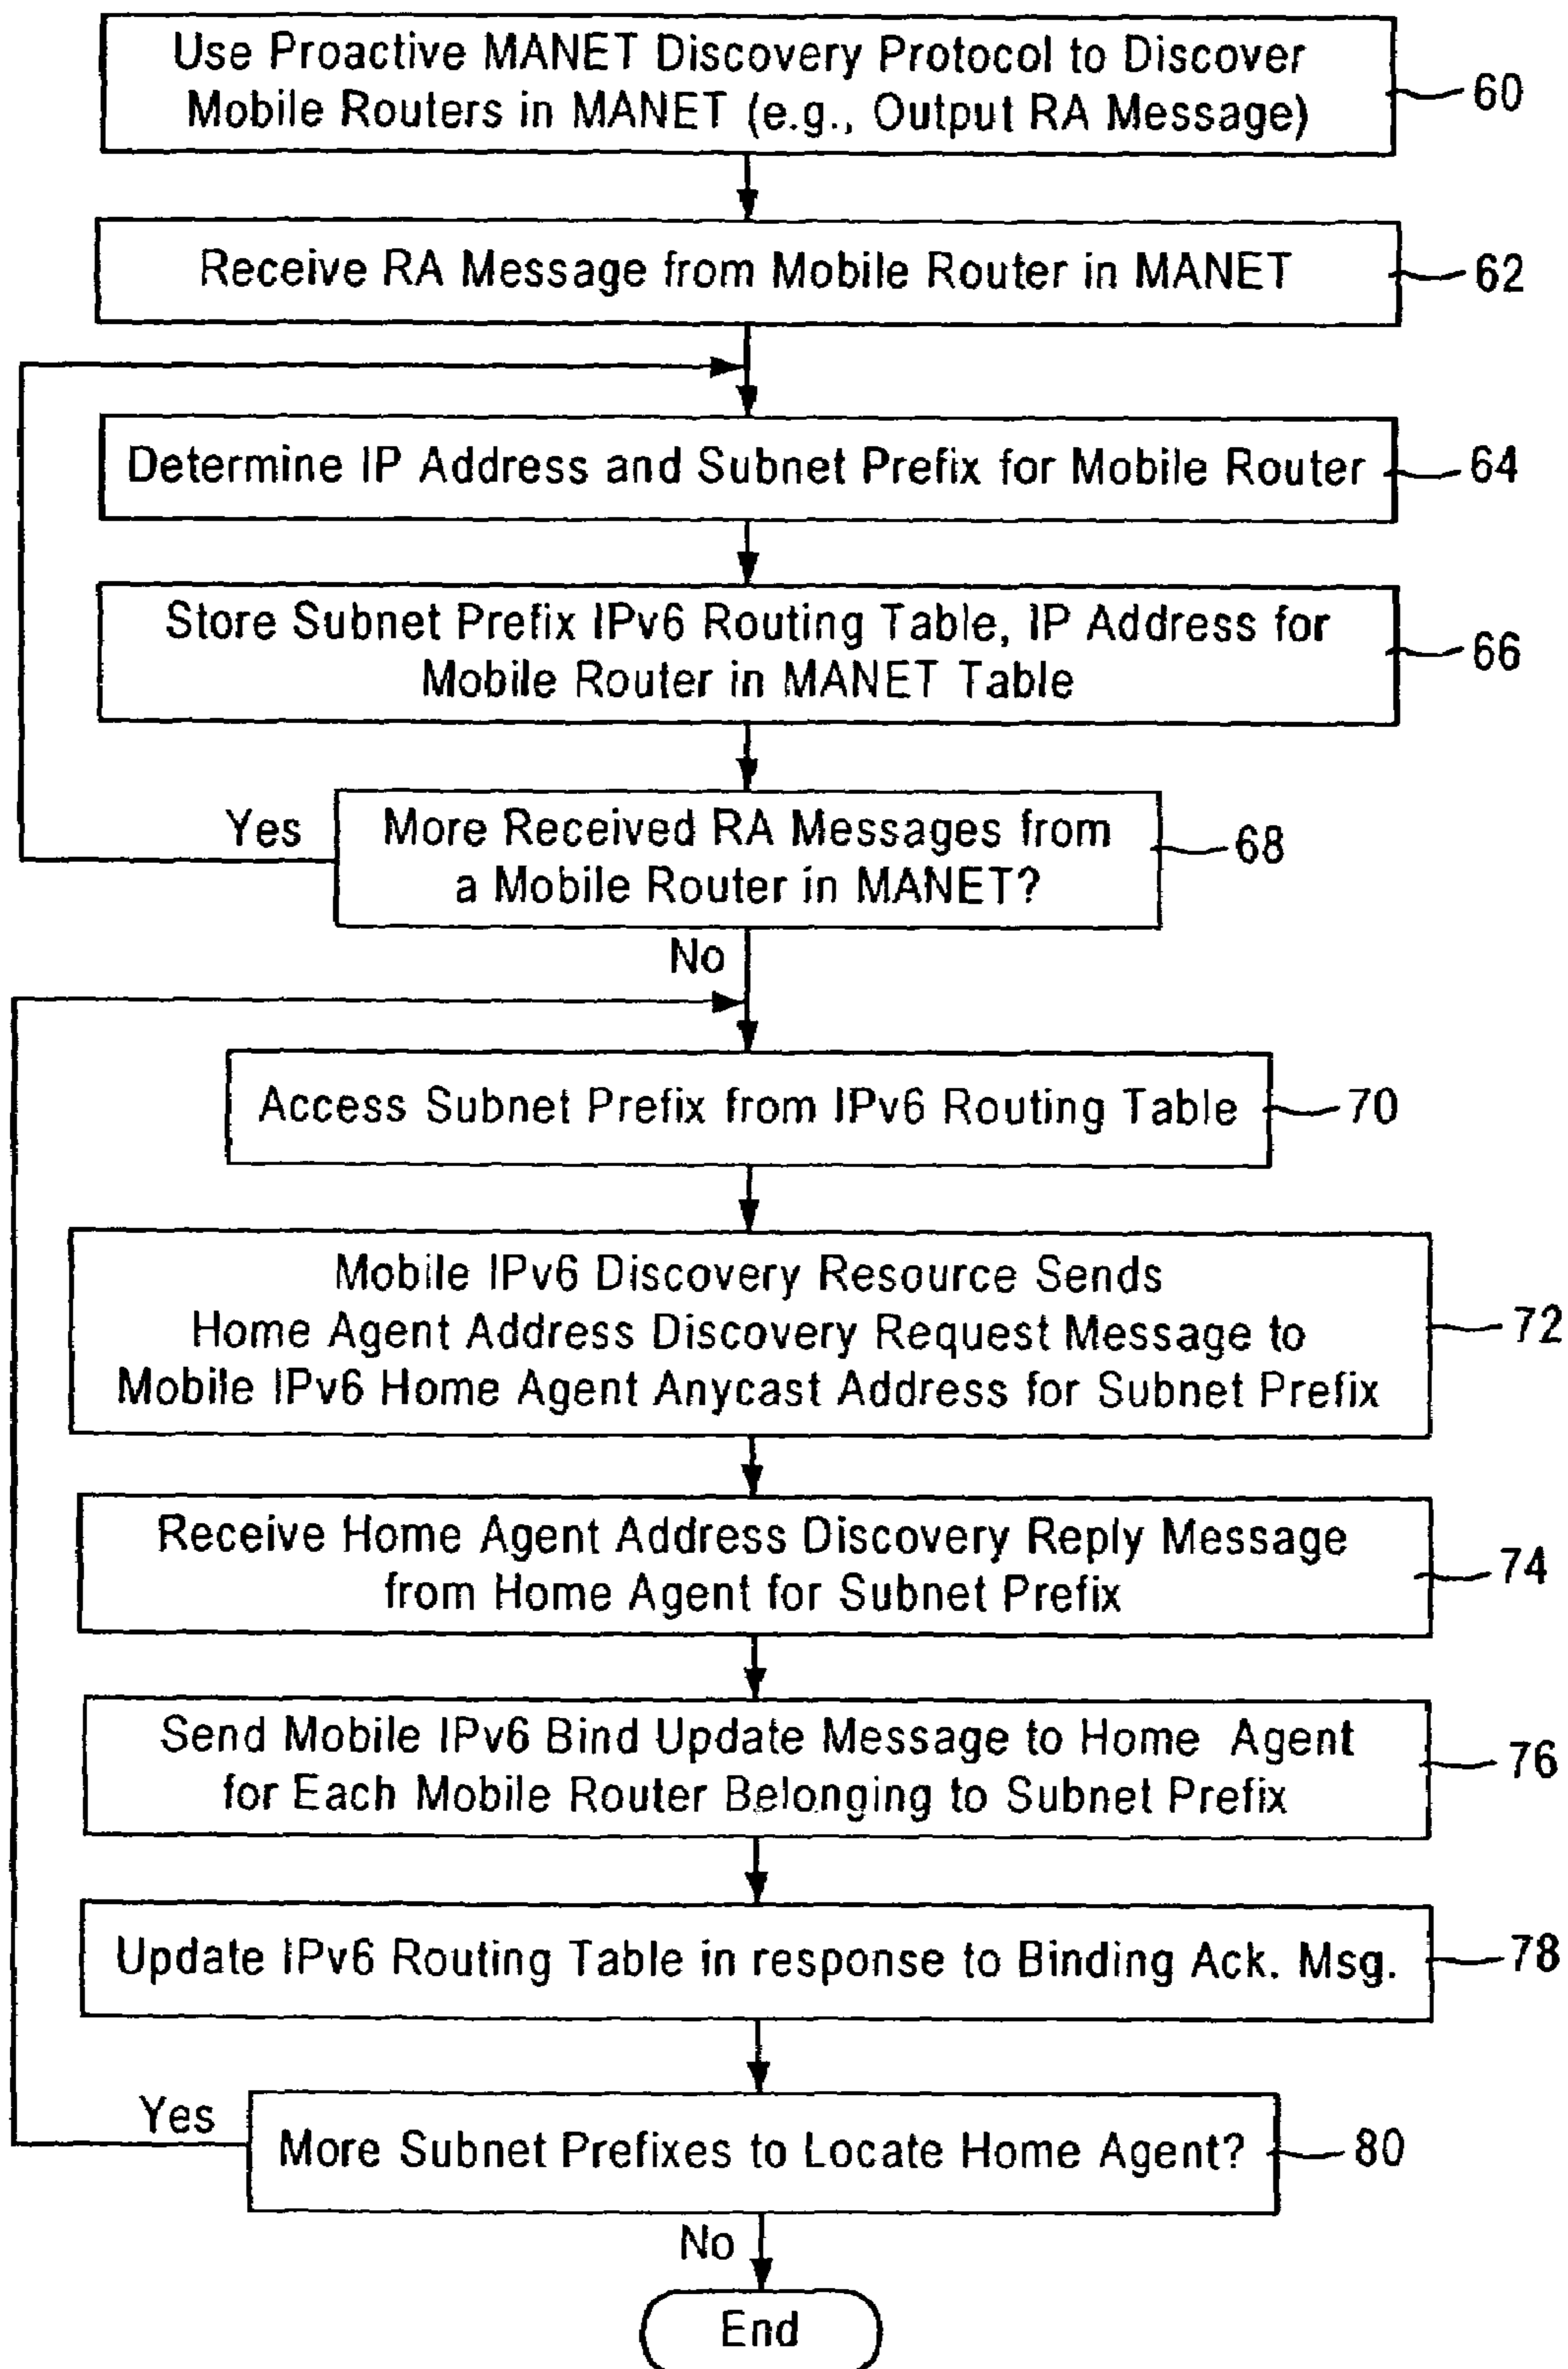 Use Proactive MANET Discovery Protocol to Discover
Mobile Routers in MANET (e.g., Output RA Message)
60
Receive RA Message from Mobile Router in MANET
62
Determine IP Address and Subnet Prefix for Mobile Router
64
Store Subnet Prefix IPv6 Routing Table, IP Address for
Mobile Router in MANET Table
66
Yes
More Received RA Messages from
a Mobile Router in MANET?
68
No
Access Subnet Prefix from IPv6 Routing Table
70
Mobile IPv6 Discovery Resource Sends
Home Agent Address Discovery Request Message to
Mobile IPv6 Home Agent Anycast Address for Subnet Prefix
72
Receive Home Agent Address Discovery Reply Message
from Home Agent for Subnet Prefix
74
Send Mobile IPv6 Bind Update Message to Home Agent
for Each Mobile Router Belonging to Subnet Prefix
76
Update IPv6 Routing Table in response to Binding Ack. Msg.
78
Yes
More Subnet Prefixes to Locate Home Agent?
80
No
End